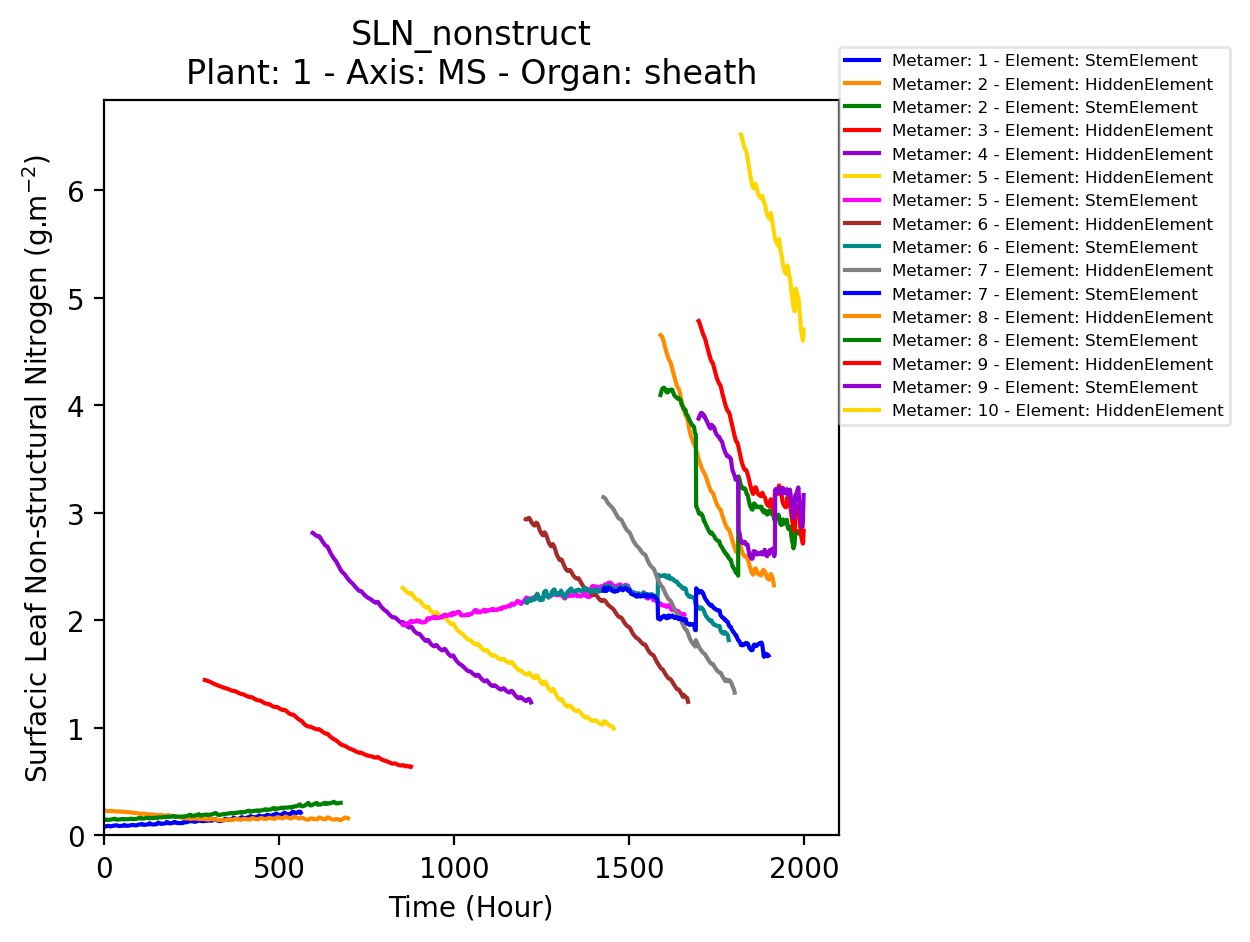 SLN_nonstruct
Plant: 1 - Axis: MS - Organ: sheath
Metamer: 1 - Element: StemElement
Metamer: 2 - Element: HiddenElement
Metamer: 2 - Element: StemElement
Metamer: 3 - Element: HiddenElement
Metamer: 4 - Element: HiddenElement
Metamer: 5 - Element: HiddenElement
Metamer: 5 - Element: StemElement
Metamer: 6 - Element: HiddenElement
Metamer: 6 - Element: StemElement
Metamer: 7 - Element: HiddenElement
Metamer: 7 - Element: StemElement
Metamer: 8 - Element: HiddenElement
Metamer: 8 - Element: StemElement
Metamer: 9 - Element: HiddenElement
Metamer: 9 - Element: StemElement
Metamer: 10 - Element: HiddenElement
Surfacic Leaf Non-structural Nitrogen (g.m⁻²)
6
5
4
3
2
1
0
0 500 1000 1500 2000
Time (Hour)